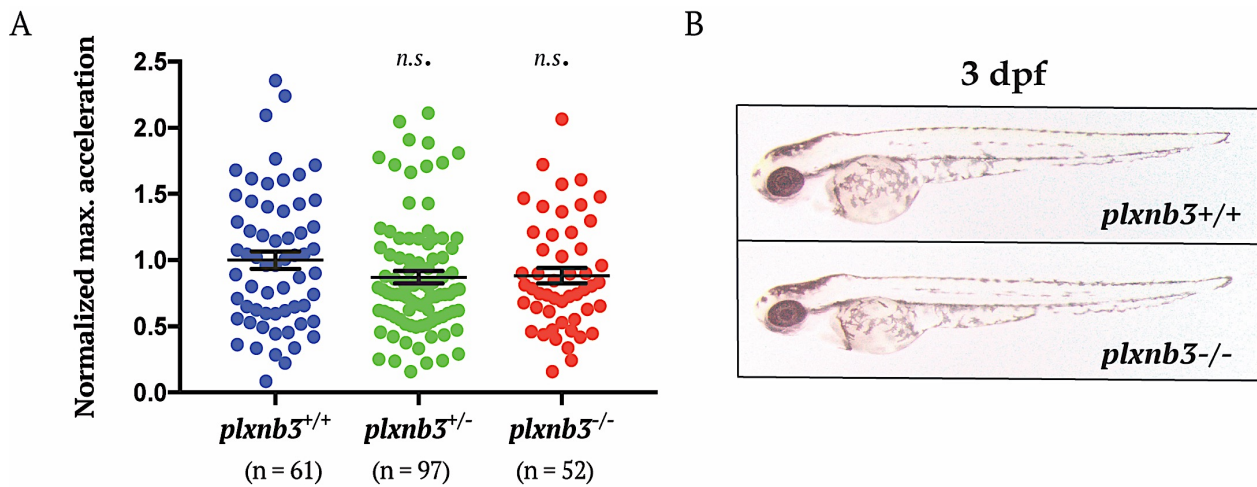 A
B
Normalized max. acceleration
2.5
2.0
1.5
1.0
0.5
0.0
n.s.
n.s.
plxnb3+/+
plxnb3+/-
plxnb3-/-
(n = 61)
(n = 97)
(n = 52)
3 dpf
plxnb3+/+
plxnb3-/-